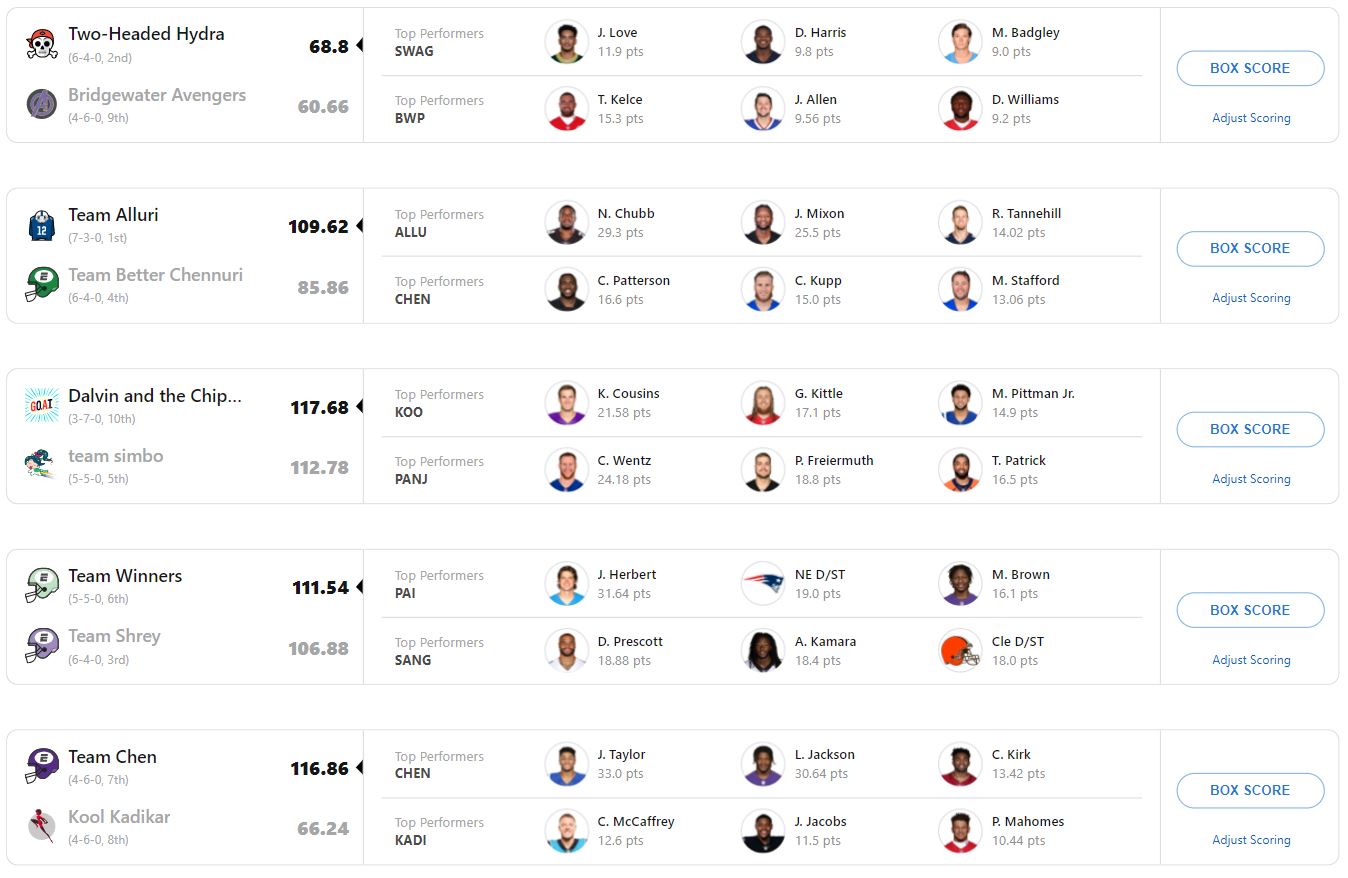 Two-Headed Hydra
(6-4-0, 2nd)
68.8
Bridgewater Avengers
(4-6-0, 9th)
60.66
Top Performers
SWAG
J. Love
11.9 pts
D. Harris
9.8 pts
M. Badgley
9.0 pts
Top Performers
BWP
T. Kelce
15.3 pts
J. Allen
9.56 pts
D. Williams
9.2 pts
BOX SCORE
Adjust Scoring
Team Alluri
(7-3-0, 1st)
109.62
12
Team Better Chennuri
(6-4-0, 4th)
85.86
Top Performers
ALLU
N. Chubb
29.3 pts
J. Mixon
25.5 pts
R. Tannehill
14.02 pts
Top Performers
CHEN
C. Patterson
16.6 pts
C. Kupp
15.0 pts
M. Stafford
13.06 pts
BOX SCORE
Adjust Scoring
GO.AI
Dalvin and the Chip...
(3-7-0, 10th)
117.68
team simbo
(5-5-0, 5th)
112.78
Top Performers
KOO
K. Cousins
21.58 pts
G. Kittle
17.1 pts
M. Pittman Jr.
14.9 pts
Top Performers
PANJ
C. Wentz
24.18 pts
P. Freiermuth
18.8 pts
T. Patrick
16.5 pts
BOX SCORE
Adjust Scoring
Team Winners
(5-5-0, 6th)
111.54
Team Shrey
(6-4-0, 3rd)
106.88
Top Performers
PAI
J. Herbert
31.64 pts
NE D/ST
19.0 pts
M. Brown
16.1 pts
Top Performers
SANG
D. Prescott
18.88 pts
A. Kamara
18.4 pts
Cle D/ST
18.0 pts
BOX SCORE
Adjust Scoring
Team Chen
(4-6-0, 7th)
116.86
Kool Kadikar
(4-6-0, 8th)
66.24
Top Performers
CHEN
J. Taylor
33.0 pts
L. Jackson
30.64 pts
C. Kirk
13.42 pts
Top Performers
KADI
C. McCaffrey
12.6 pts
J. Jacobs
11.5 pts
P. Mahomes
10.44 pts
BOX SCORE
Adjust Scoring